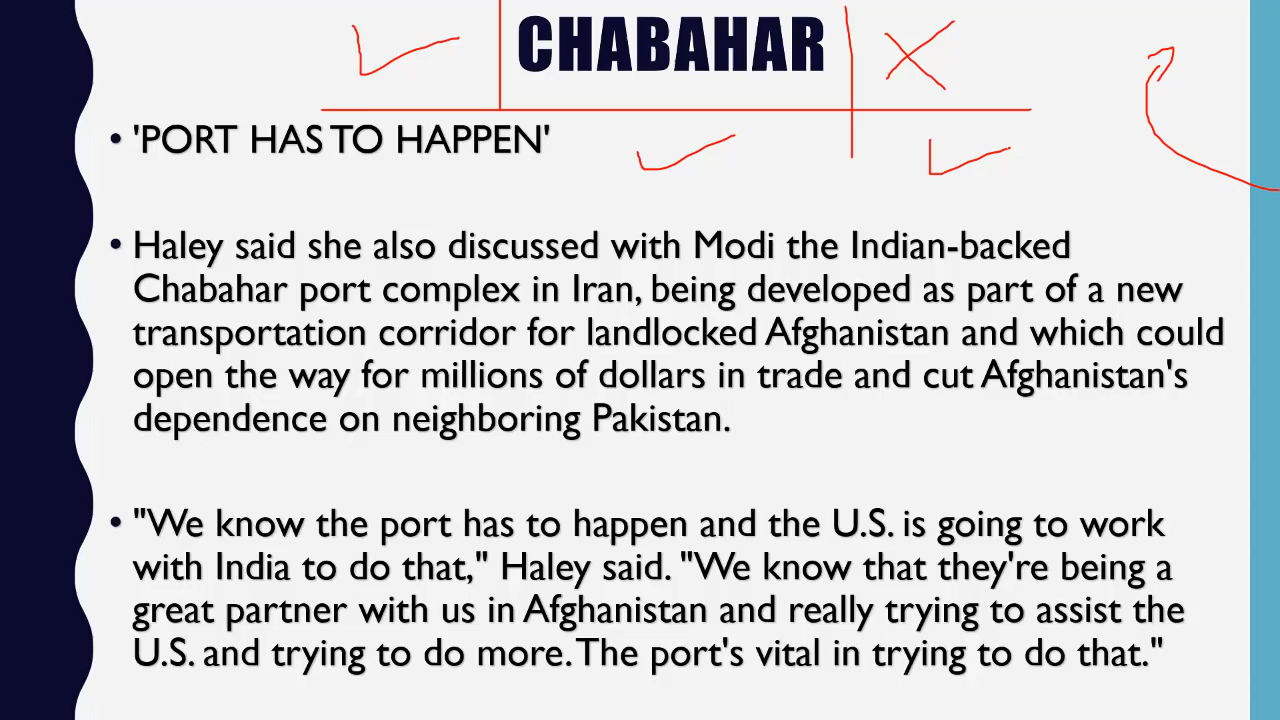 CHABAHAR
• 'PORT HAS TO HAPPEN'
• Haley said she also discussed with Modi the Indian-backed
Chabahar port complex in Iran, being developed as part of a new
transportation corridor for landlocked Afghanistan and which could
open the way for millions of dollars in trade and cut Afghanistan's
dependence on neighboring Pakistan.
• "We know the port has to happen and the U.S. is going to work
with India to do that," Haley said. "We know that they're being a
great partner with us in Afghanistan and really trying to assist the
U.S. and trying to do more. The port's vital in trying to do that."